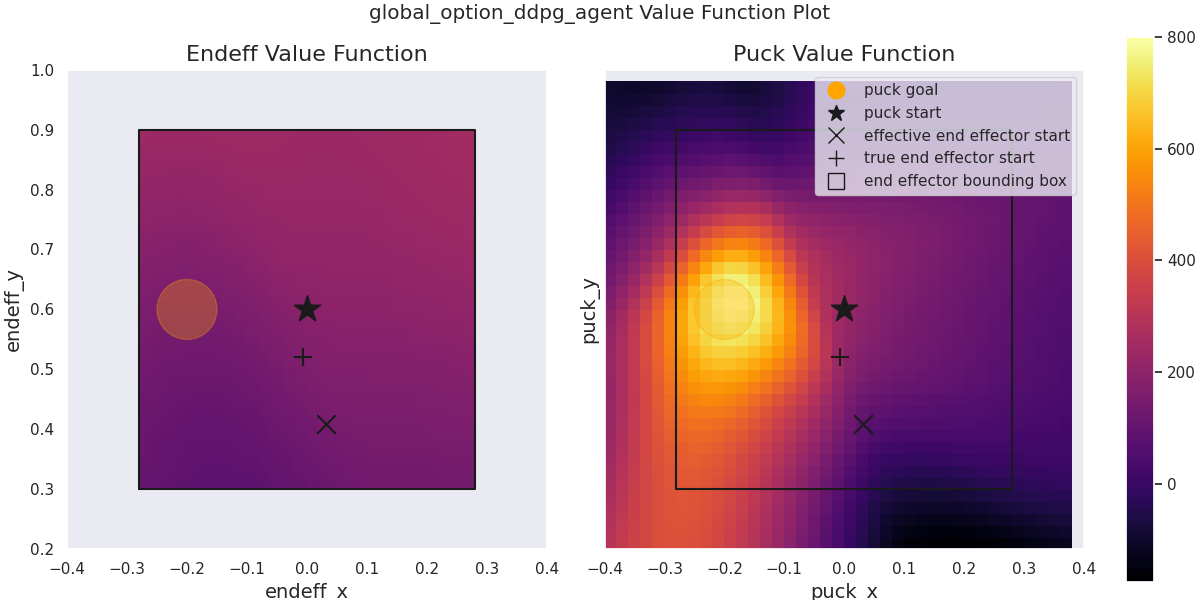 global_option_ddpg_agent Value Function Plot
Endeff Value Function
1.0
0.9
0.8
0.7
0.6
0.5
0.4
0.3
0.2
endeff_y
−0.4 −0.3 −0.2 −0.1 0.0 0.1 0.2 0.3 0.4
endeff_x
Puck Value Function
puck goal
puck start
effective end effector start
true end effector start
end effector bounding box
puck_y
−0.4 −0.3 −0.2 −0.1 0.0 0.1 0.2 0.3 0.4
puck_x
800
600
400
200
0